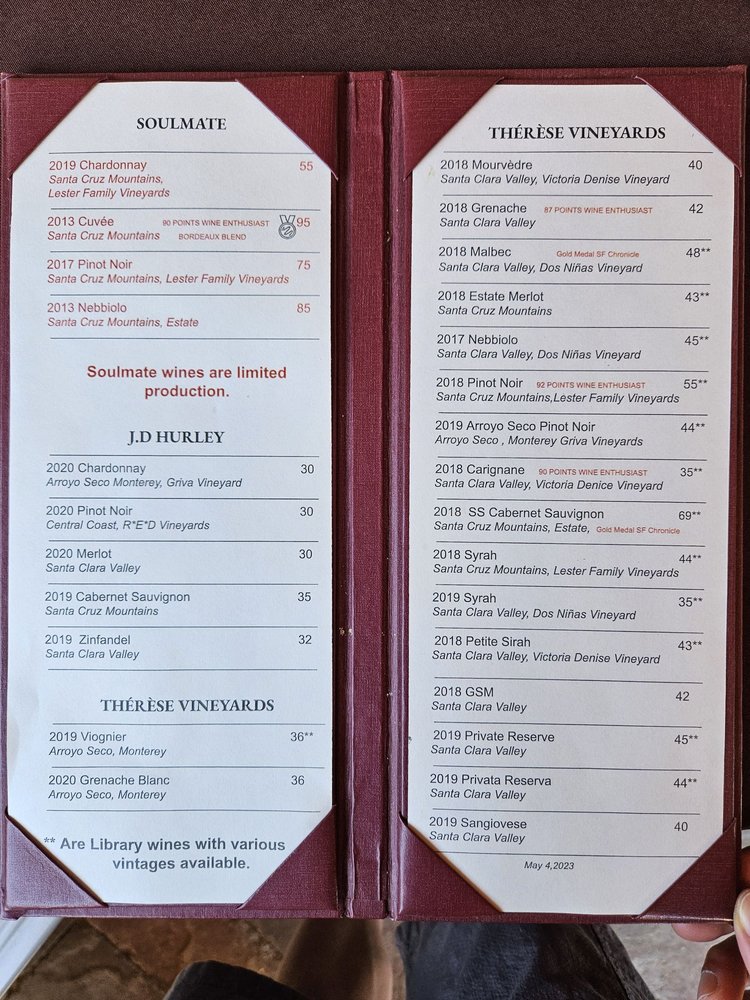 SOULMATE
2019 Chardonnay 55
Santa Cruz Mountains,
Lester Family Vineyards
2013 Cuvée 90 POINTS WINE ENTHUSIAST 95
Santa Cruz Mountains BORDEAUX BLEND
2017 Pinot Noir 75
Santa Cruz Mountains, Lester Family Vineyards
2013 Nebbiolo 85
Santa Cruz Mountains, Estate
Soulmate wines are limited
production.
J.D HURLEY
2020 Chardonnay 30
Arroyo Seco Monterey, Griva Vineyard
2020 Pinot Noir 30
Central Coast, R*E*D Vineyards
2020 Merlot 30
Santa Clara Valley
2019 Cabernet Sauvignon 35
Santa Cruz Mountains
2019 Zinfandel 32
Santa Clara Valley
THÉRÈSE VINEYARDS
2019 Viognier 36**
Arroyo Seco, Monterey
2020 Grenache Blanc 36
Arroyo Seco, Monterey
** Are Library wines with various
vintages available.
THÉRÈSE VINEYARDS
2018 Mourvèdre 40
Santa Clara Valley, Victoria Denise Vineyard
2018 Grenache 87 POINTS WINE ENTHUSIAST 42
Santa Clara Valley
2018 Malbec Gold Medal SF Chronicle 48**
Santa Clara Valley, Dos Niñas Vineyard
2018 Estate Merlot 43**
Santa Cruz Mountains
2017 Nebbiolo 45**
Santa Clara Valley, Dos Niñas Vineyard
2018 Pinot Noir 92 POINTS WINE ENTHUSIAST 55**
Santa Cruz Mountains,Lester Family Vineyards
2019 Arroyo Seco Pinot Noir 44**
Arroyo Seco , Monterey Griva Vineyards
2018 Carignane 90 POINTS WINE ENTHUSIAST 35**
Santa Clara Valley, Victoria Denice Vineyard
2018 SS Cabernet Sauvignon 69**
Santa Cruz Mountains, Estate, Gold Medal SF Chronicle
2018 Syrah 44**
Santa Cruz Mountains, Lester Family Vineyards
2019 Syrah 35**
Santa Clara Valley, Dos Niñas Vineyard
2018 Petite Sirah 43**
Santa Clara Valley, Victoria Denise Vineyard
2018 GSM 42
Santa Clara Valley
2019 Private Reserve 45**
Santa Clara Valley
2019 Privata Reserva 44**
Santa Clara Valley
2019 Sangiovese 40
Santa Clara Valley
May 4,2023